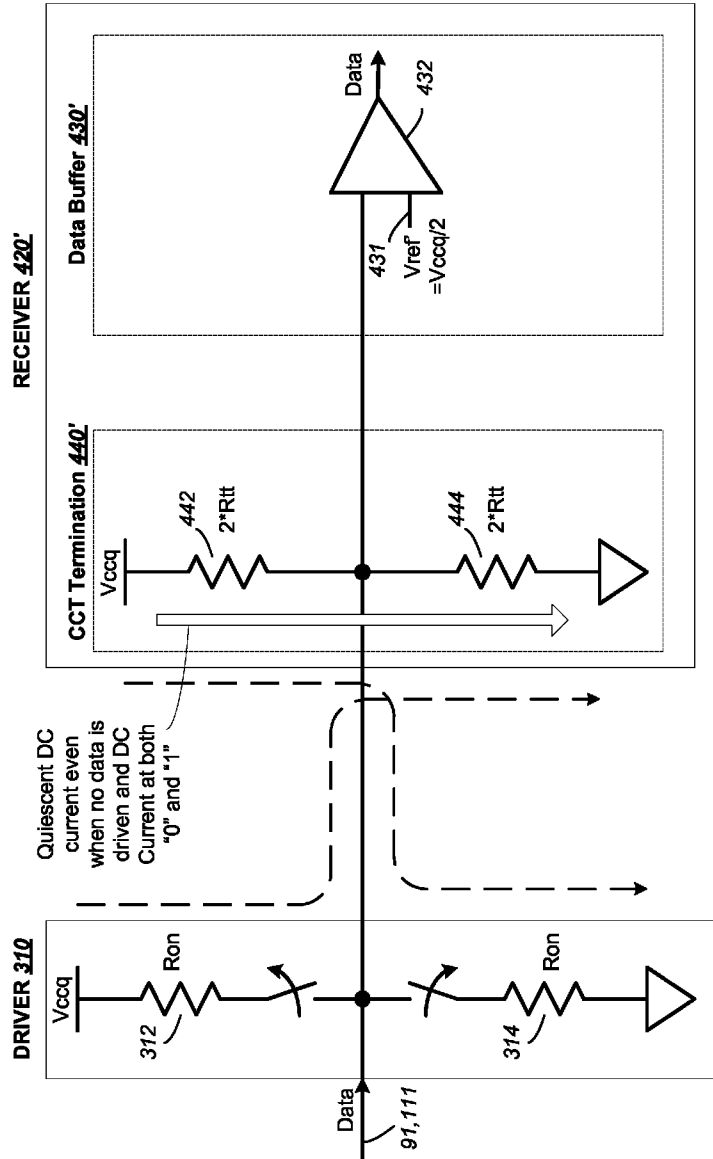 RECEIVER 420'
DRIVER 310
Quiescent DC
current even
when no data is
driven and DC
Current at both
“0” and “1”
CCT Termination 440'
Data Buffer 430'
Vccq
Ron
312
Data
91,111
Ron
314
Vccq
442
2*Rtt
444
2*Rtt
431
Vref
=Vccq/2
Data
432